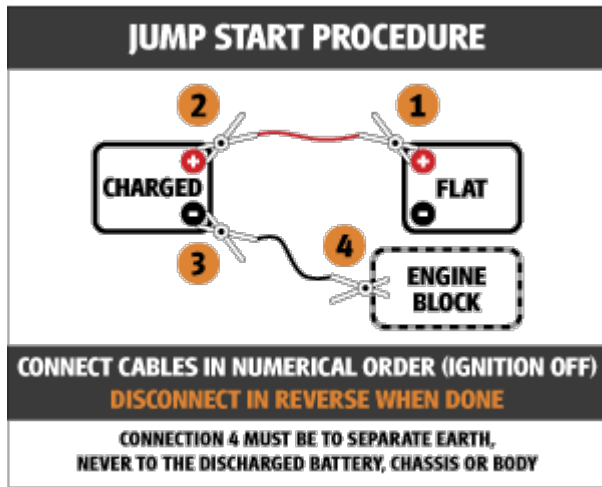 JUMP START PROCEDURE
2
1
+
+
CHARGED
FLAT
-
-
3
4
ENGINE
BLOCK
CONNECT CABLES IN NUMERICAL ORDER (IGNITION OFF)
DISCONNECT IN REVERSE WHEN DONE
CONNECTION 4 MUST BE TO SEPARATE EARTH,
NEVER TO THE DISCHARGED BATTERY, CHASSIS OR BODY